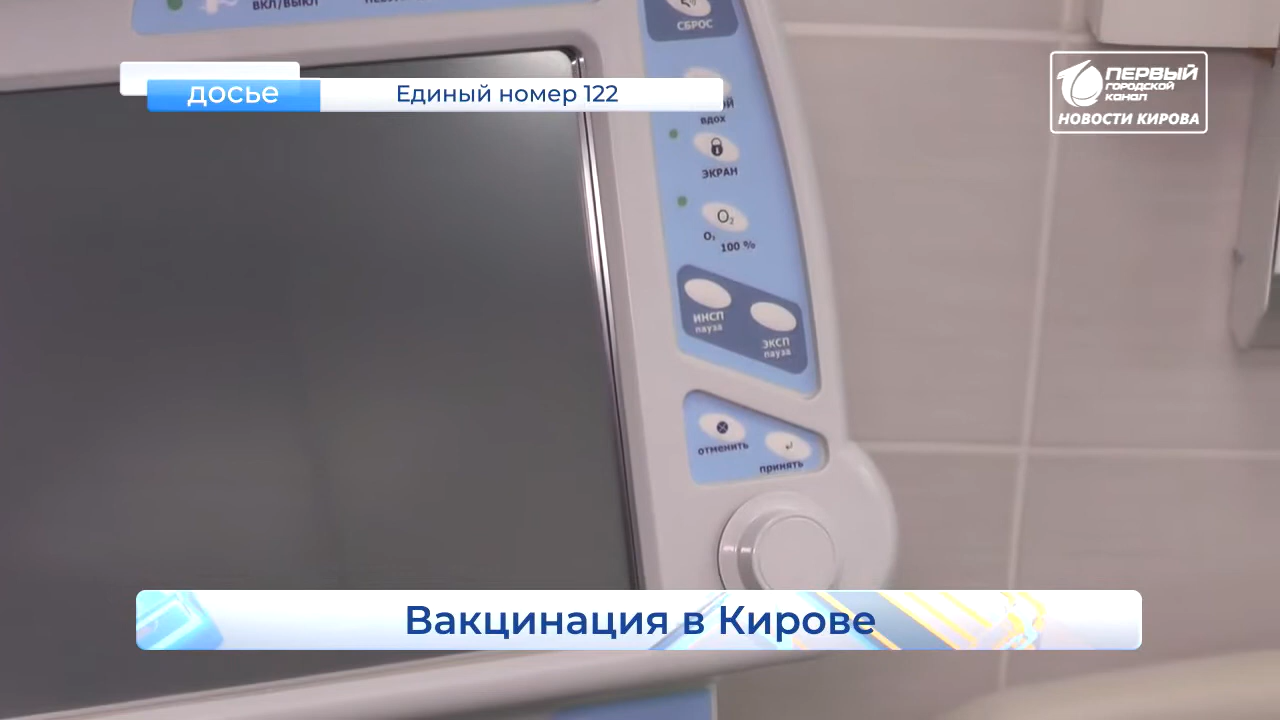 ВКЛ/ВЫКЛ
СБРОС
досье
Единый номер 122
ПЕРВЫЙ
ГОРОДСКОЙ
КАНАЛ
НОВОСТИ КИРОВА
вдох
ЭКРАН
O₂
O₂ 100 %
ИНСП
пауза
ЭКСП
пауза
отменить
принять
Вакцинация в Кирове